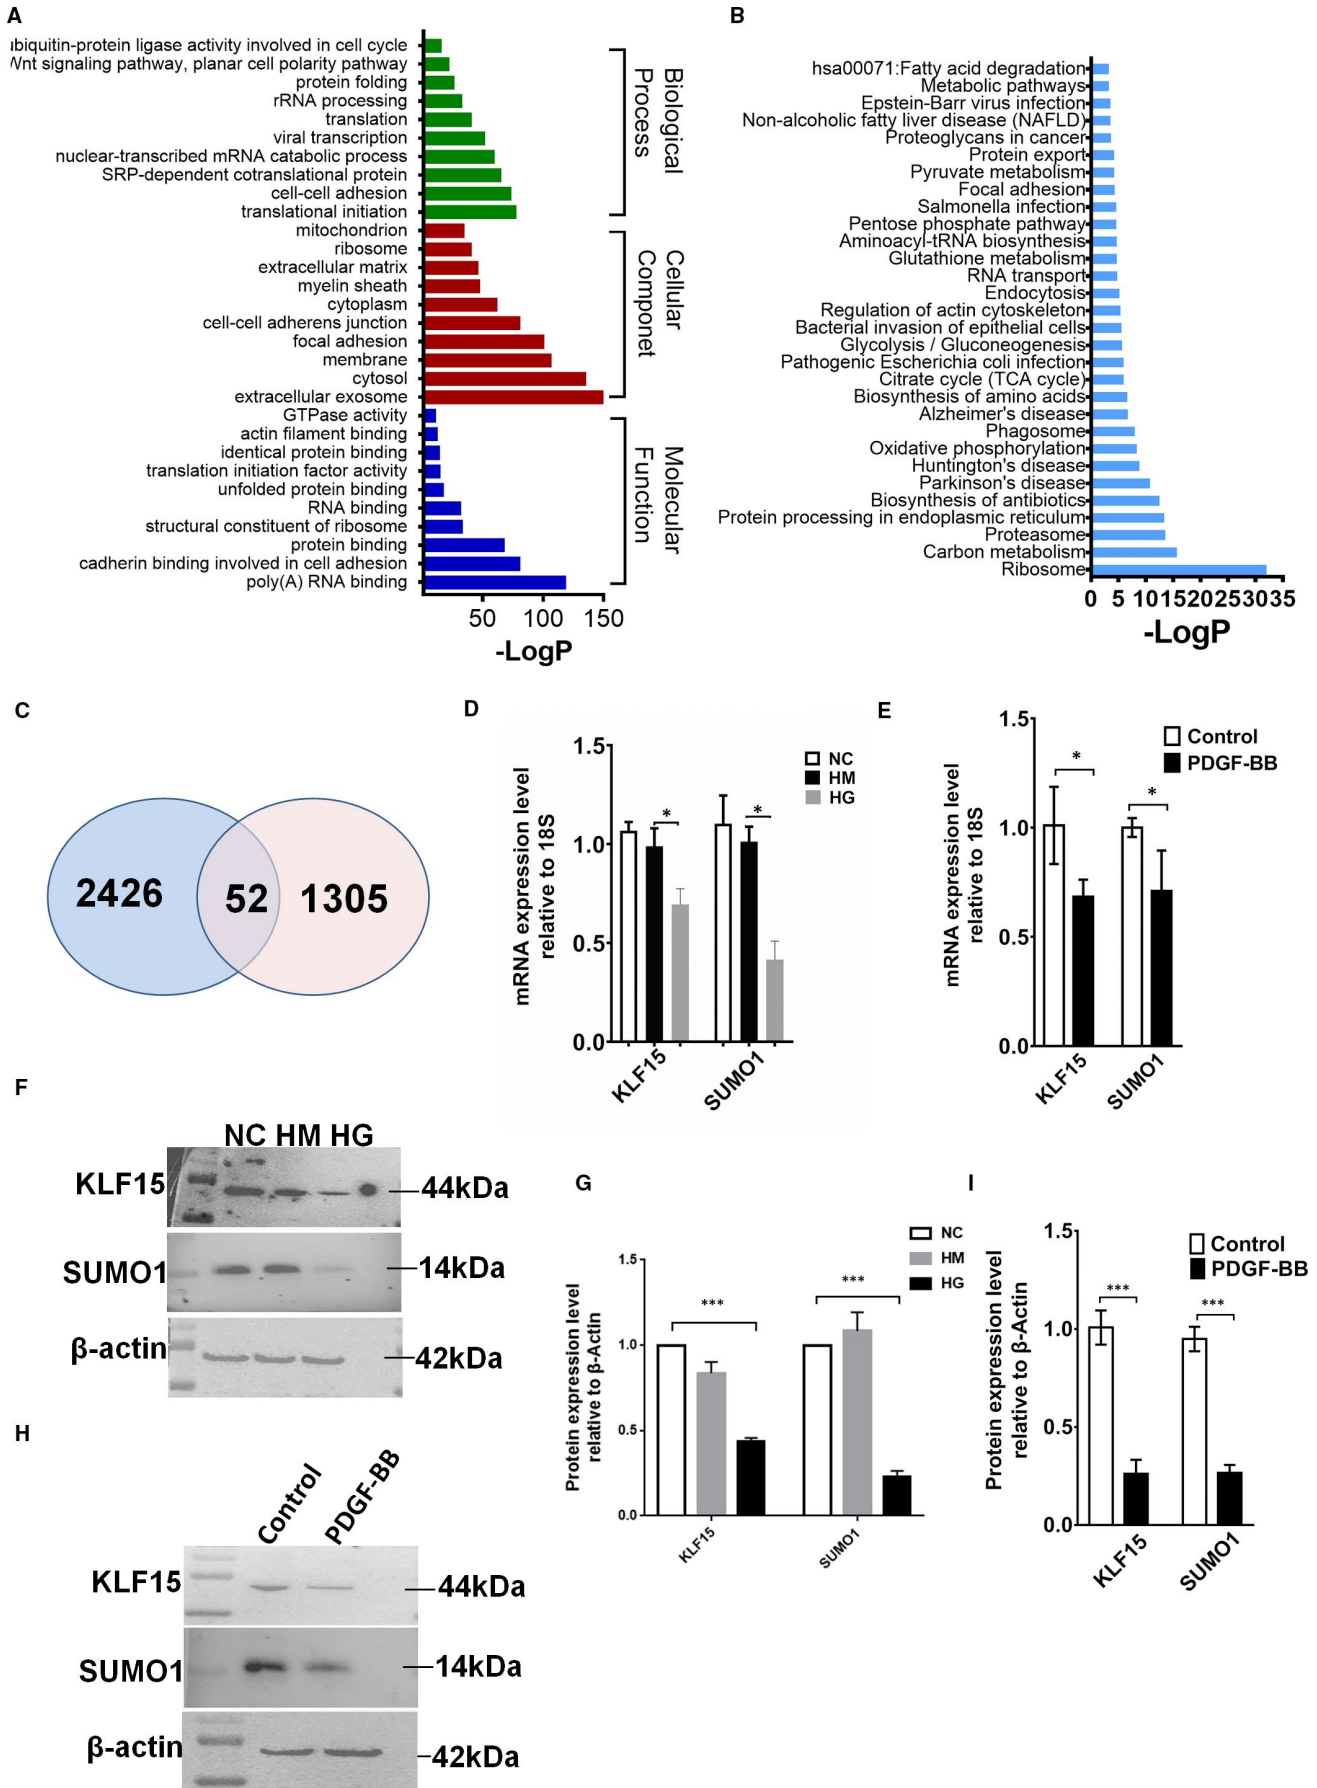 A
ubiquitin-protein ligase activity involved in cell cycle
Wnt signaling pathway, planar cell polarity pathway
protein folding
rRNA processing
translation
viral transcription
nuclear-transcribed mRNA catabolic process
SRP-dependent cotranslational protein
cell-cell adhesion
translational initiation
mitochondrion
ribosome
extracellular matrix
myelin sheath
cytoplasm
cell-cell adherens junction
focal adhesion
membrane
cytosol
extracellular exosome
GTPase activity
actin filament binding
identical protein binding
translation initiation factor activity
unfolded protein binding
RNA binding
structural constituent of ribosome
protein binding
cadherin binding involved in cell adhesion
poly(A) RNA binding
Biological
Process
Cellular
Componet
Molecular
Function
50 100 150
-LogP
B
hsa00071:Fatty acid degradation
Metabolic pathways
Epstein-Barr virus infection
Non-alcoholic fatty liver disease (NAFLD)
Proteoglycans in cancer
Protein export
Pyruvate metabolism
Focal adhesion
Salmonella infection
Pentose phosphate pathway
Aminoacyl-tRNA biosynthesis
Glutathione metabolism
RNA transport
Endocytosis
Regulation of actin cytoskeleton
Bacterial invasion of epithelial cells
Glycolysis / Gluconeogenesis
Pathogenic Escherichia coli infection
Citrate cycle (TCA cycle)
Biosynthesis of amino acids
Alzheimer's disease
Phagosome
Oxidative phosphorylation
Huntington's disease
Parkinson's disease
Biosynthesis of antibiotics
Protein processing in endoplasmic reticulum
Proteasome
Carbon metabolism
Ribosome
0 5 10 15 20 25 30 35
-LogP
C
2426 52 1305
D
mRNA expression level
relative to 18S
1.5
1.0
0.5
0.0
NC
HM
HG
*
*
KLF15
SUMO1
E
mRNA expression level
relative to 18S
1.5
1.0
0.5
0.0
Control
PDGF-BB
*
*
KLF15
SUMO1
F
NC HM HG
KLF15
44kDa
SUMO1
14kDa
β-actin
42kDa
G
Protein expression level
relative to β-Actin
1.5
1.0
0.5
0.0
NC
HM
HG
***
***
KLF15
SUMO1
H
Control
PDGF-BB
KLF15
44kDa
SUMO1
14kDa
β-actin
42kDa
I
Protein expression level
relative to β-Actin
1.5
1.0
0.5
0.0
Control
PDGF-BB
***
***
KLF15
SUMO1